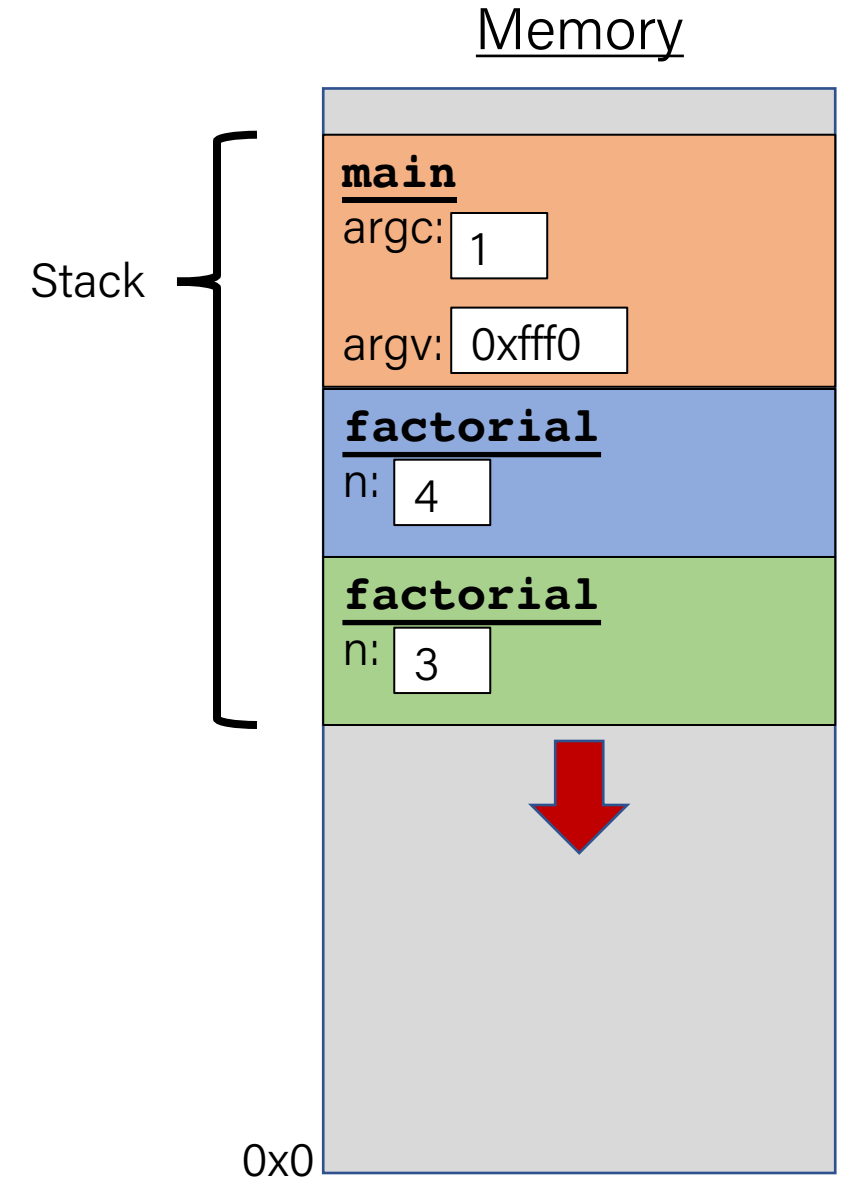 Memory
Stack
main
argc: 1
argv: 0xfff0
factorial
n: 4
factorial
n: 3
0x0